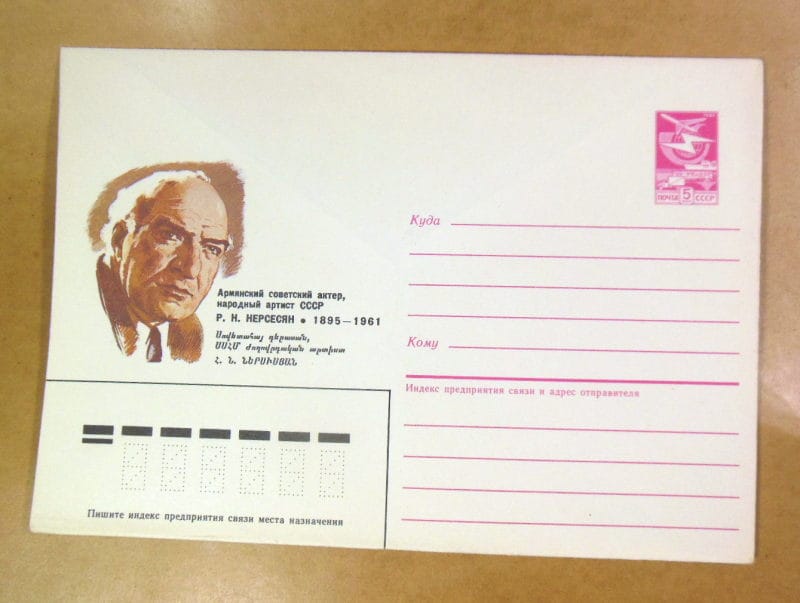 ПОЧТА 5 СССР
Куда
Армянский советский актер,
народный артист СССР
Р. Н. НЕРСЕСЯН • 1895—1961
Սովետահայ դերասան,
ՍՍՀՄ ժողովրդական արտիստ
Հ. Ն. ՆԵՐՍԻՍՅԱՆ
Кому
Индекс предприятия связи и адрес отправителя
Пишите индекс предприятия связи места назначения